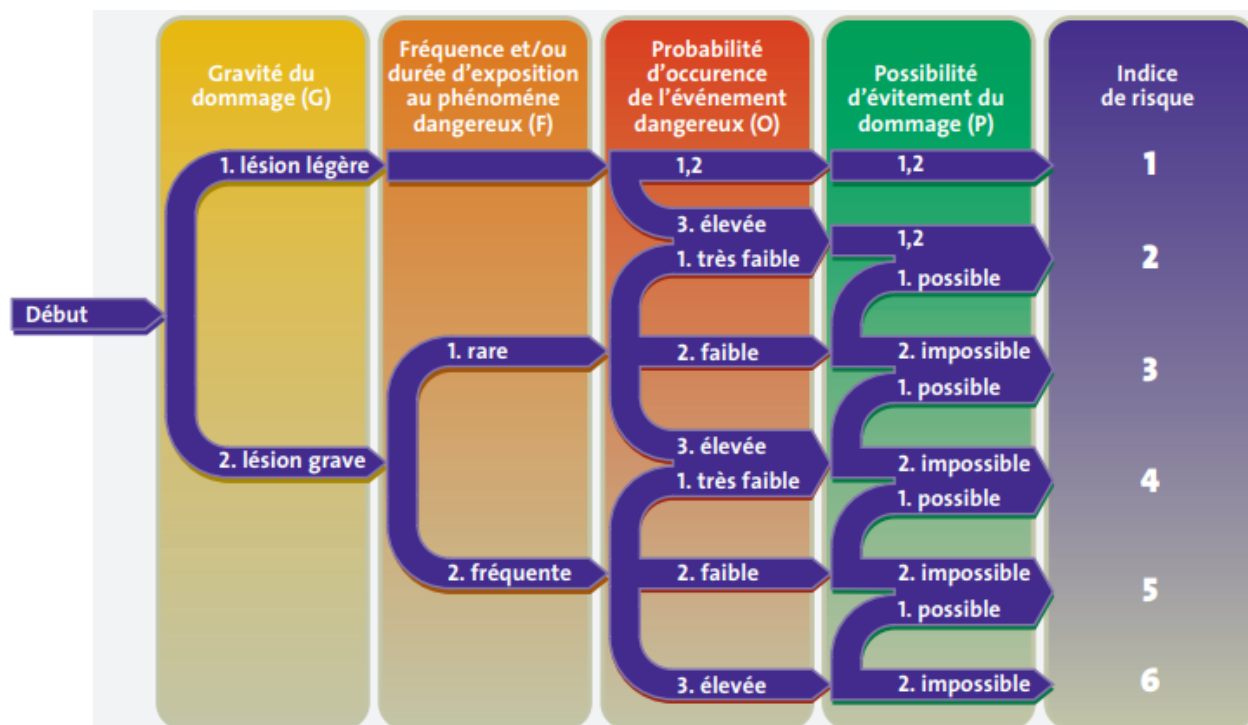 Gravité du
dommage (G)
Fréquence et/ou
durée d'exposition
au phénoméne
dangereux (F)
Probabilité
d'occurence
de l'événement
dangereux (O)
Possibilité
d'évitement du
dommage (P)
Indice
de risque
1. lésion légère
1,2
1,2
1
3. élevée
1,2
1. très faible
2
1. possible
Début
1. rare
2. faible
2. impossible
3
1. possible
3. élevée
2. lésion grave
2. impossible
1. très faible
4
1. possible
2. fréquente
2. faible
2. impossible
5
1. possible
3. élevée
2. impossible
6